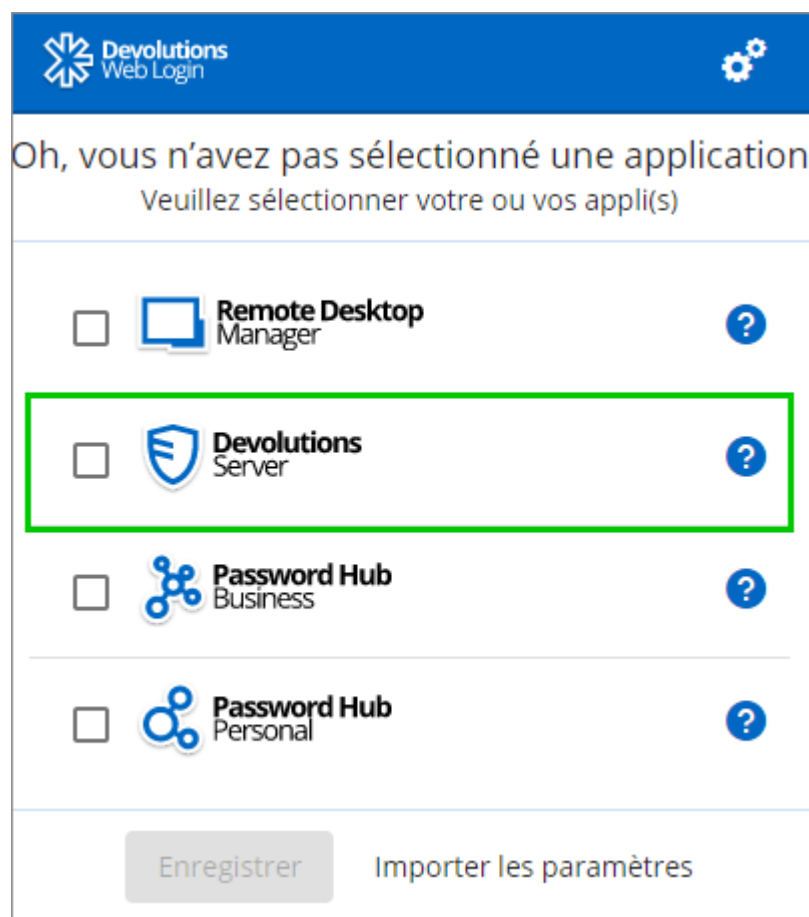 Devolutions
Web Login
Oh, vous n’avez pas sélectionné une application
Veuillez sélectionner votre ou vos appli(s)
Remote Desktop
Manager
?
Devolutions
Server
?
Password Hub
Business
?
Password Hub
Personal
?
Enregistrer Importer les paramètres